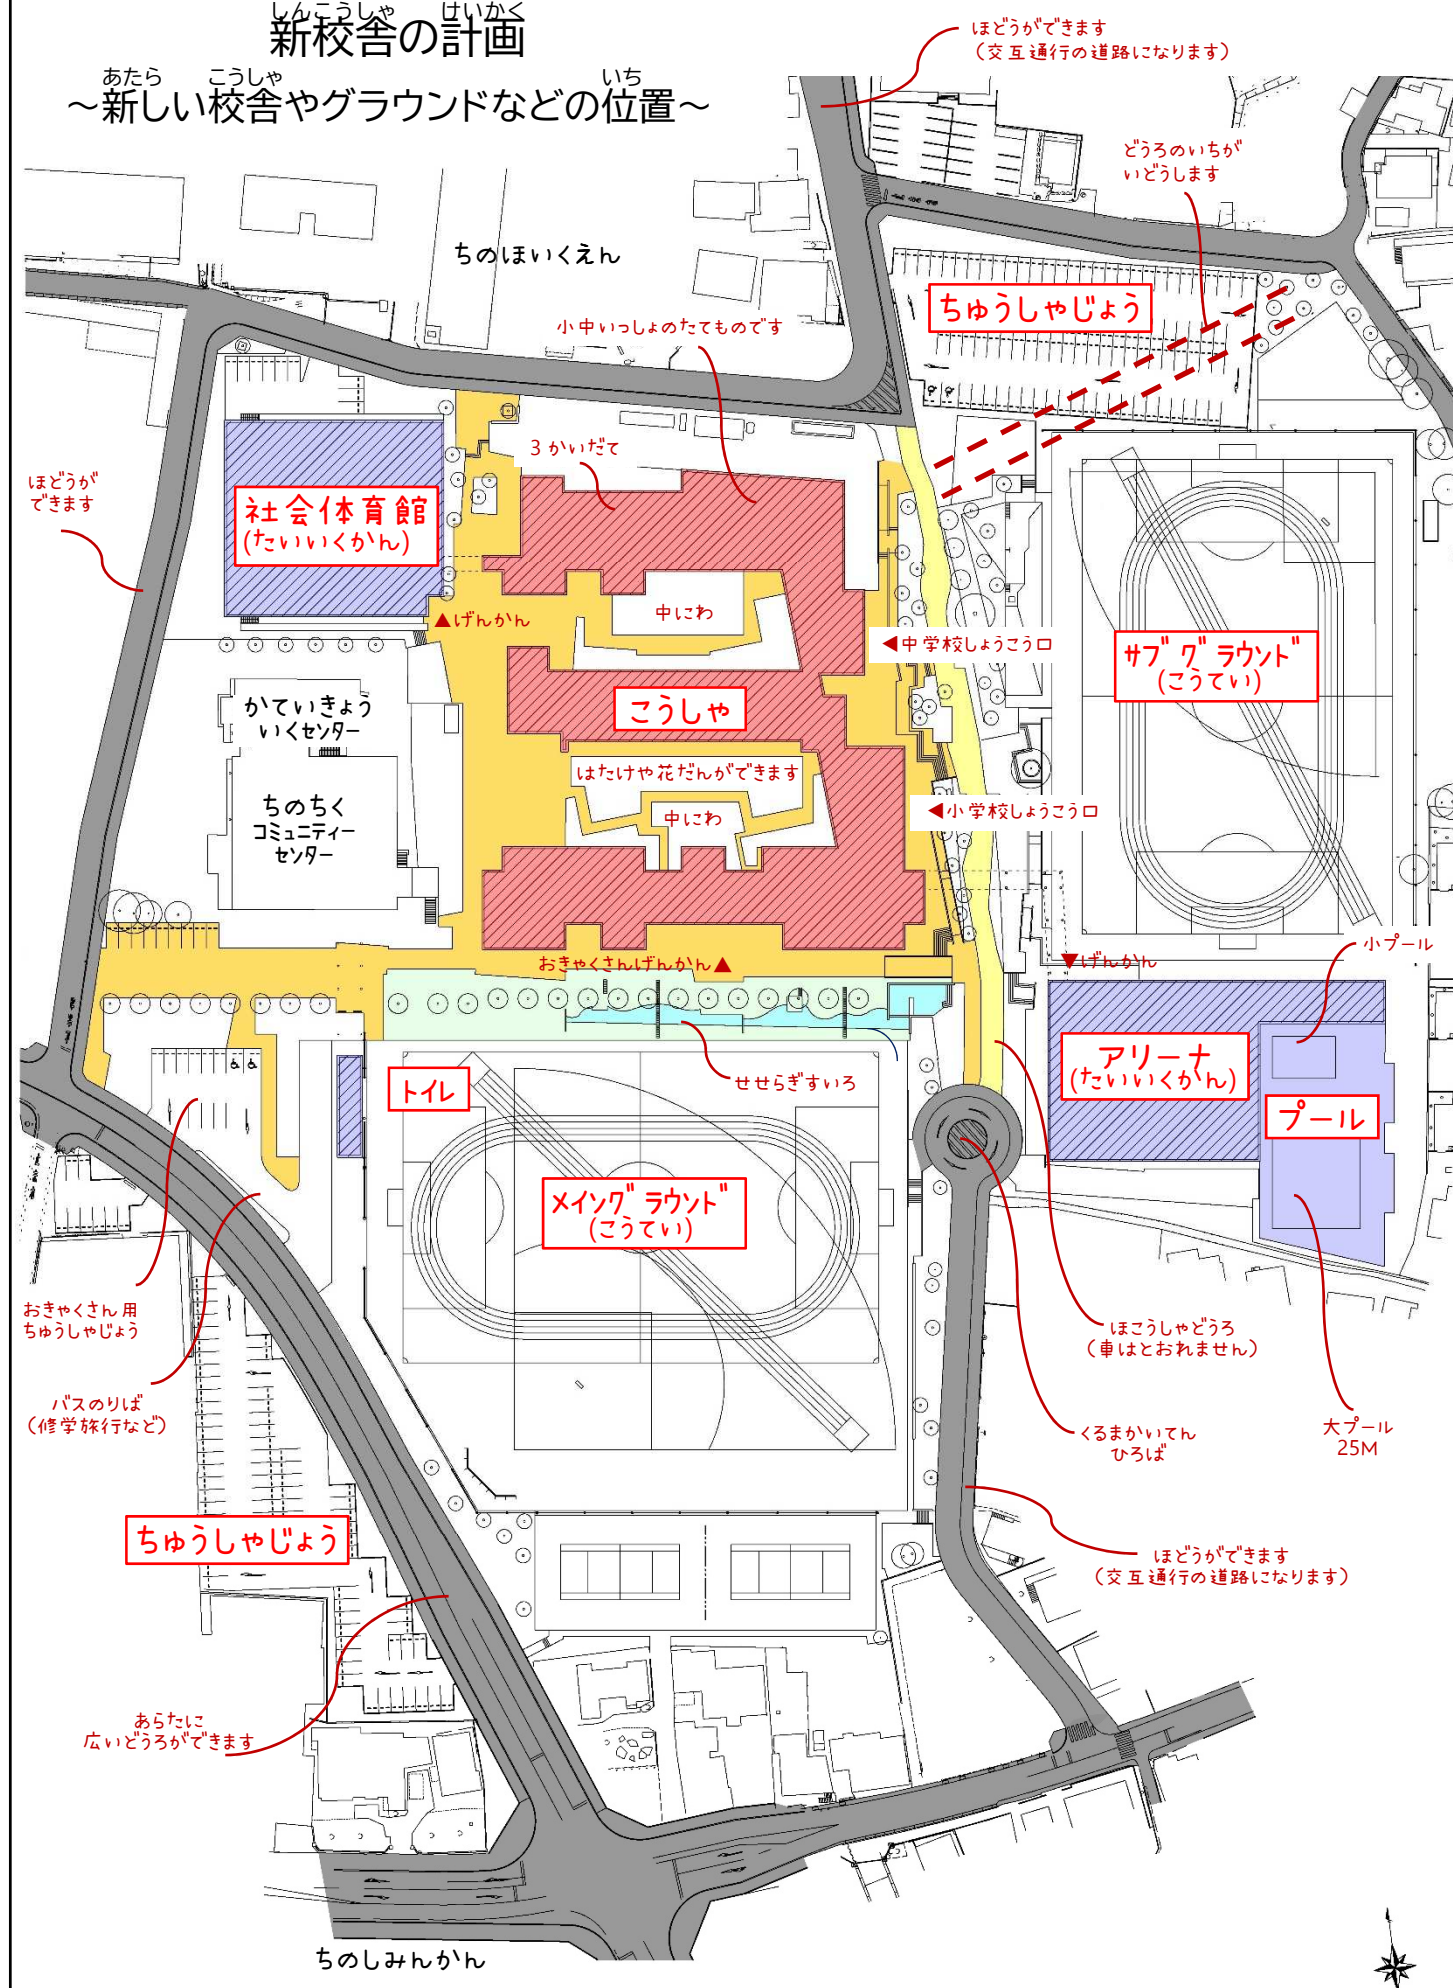 しんこうしゃ けいかく
新校舎の計画
あたら こうしゃ いち
～新しい校舎やグラウンドなどの位置～
ほどうができます
(交互通行の道路になります)
どうろのいちが
いどうします
ちのほいくえん
ちゅうしゃじょう
小中いっしょのたてものです
3かいだて
ほどうが
できます
社会体育館
(たいいくかん)
▲げんかん
中にわ
◀中学校しょうこう口
サブグラウンド
(こうてい)
かていきょう
いくセンター
こうしゃ
はたけや花だんができます
ちのちく
コミュニティー
センター
中にわ
◀小学校しょうこう口
おきゃくさんげんかん▲
▼げんかん
小プール
アリーナ
(たいいくかん)
プール
トイレ
せせらぎすいろ
メイングラウンド
(こうてい)
おきゃくさん用
ちゅうしゃじょう
ほこうしゃどうろ
(車はとおれません)
バスのりば
(修学旅行など)
くるまかいてん
ひろば
大プール
25M
ちゅうしゃじょう
ほどうができます
(交互通行の道路になります)
あらたに
広いどうろができます
ちのしみんかん